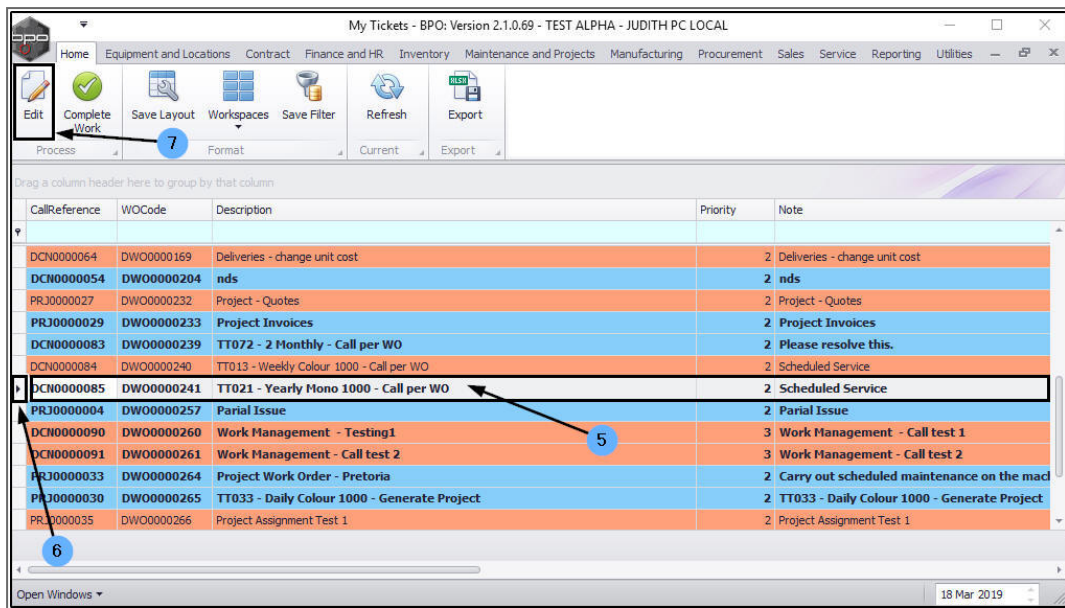 My Tickets - BPO: Version 2.1.0.69 - TEST ALPHA - JUDITH PC LOCAL
bpo
Home Equipment and Locations Contract Finance and HR Inventory Maintenance and Projects Manufacturing Procurement Sales Service Reporting Utilities
XLSX
Edit Complete Work Save Layout Workspaces Save Filter Refresh Export
7
Process Format Current Export
Drag a column header here to group by that column
CallReference WOCode Description Priority Note
DCN0000064 DWO0000169 Deliveries - change unit cost 2 Deliveries - change unit cost
DCN0000054 DWO0000204 nds 2 nds
PRJ0000027 DWO0000232 Project - Quotes 2 Project - Quotes
PRJ0000029 DWO0000233 Project Invoices 2 Project Invoices
DCN0000083 DWO0000239 TT072 - 2 Monthly - Call per WO 2 Please resolve this.
DCN0000084 DWO0000240 TT013 - Weekly Colour 1000 - Call per WO 2 Scheduled Service
DCN0000085 DWO0000241 TT021 - Yearly Mono 1000 - Call per WO 2 Scheduled Service
PRJ0000004 DWO0000257 Parial Issue 2 Parial Issue
5
DCN0000090 DWO0000260 Work Management - Testing1 3 Work Management - Call test 1
DCN0000091 DWO0000261 Work Management - Call test 2 3 Work Management - Call test 2
PRJ0000033 DWO0000264 Project Work Order - Pretoria 2 Carry out scheduled maintenance on the macl
PRJ0000030 DWO0000265 TT033 - Daily Colour 1000 - Generate Project 2 TT033 - Daily Colour 1000 - Generate Project
PRJ0000035 DWO0000266 Project Assignment Test 1 2 Project Assignment Test 1
6
Open Windows 18 Mar 2019